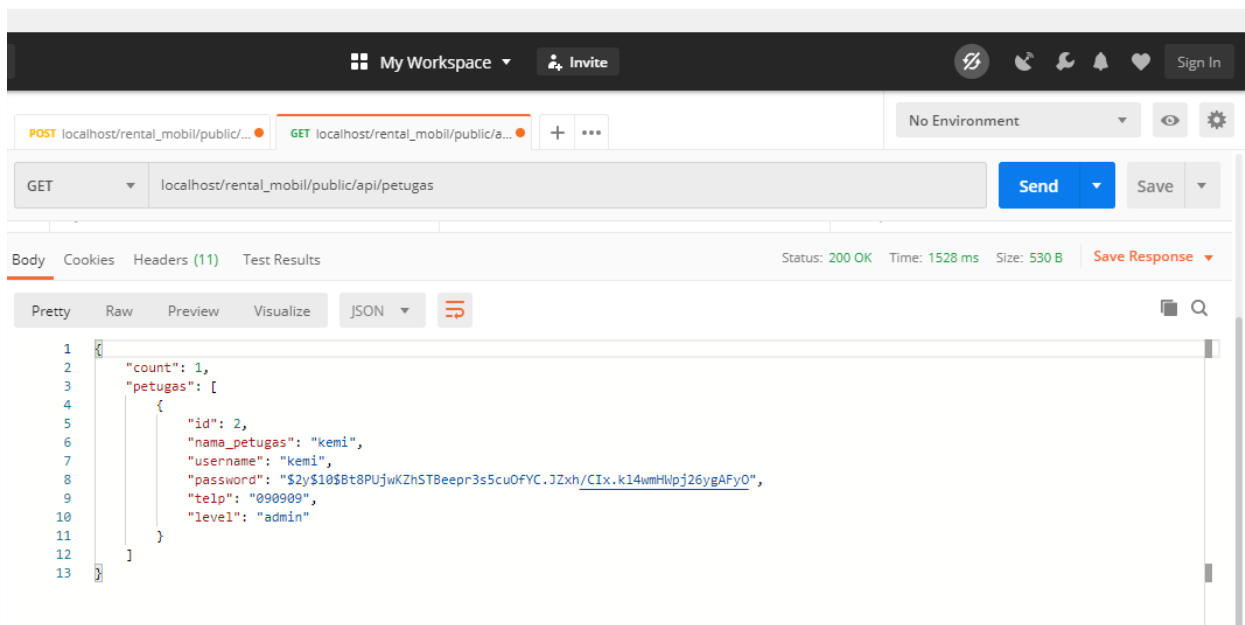 My Workspace Invite Sign In
POST localhost/rental_mobil/public/... GET localhost/rental_mobil/public/a... + ••• No Environment
GET localhost/rental_mobil/public/api/petugas Send Save
Body Cookies Headers (11) Test Results Status: 200 OK Time: 1528 ms Size: 530 B Save Response
Pretty Raw Preview Visualize JSON
1 {
2 "count": 1,
3 "petugas": [
4 {
5 "id": 2,
6 "nama_petugas": "kemi",
7 "username": "kemi",
8 "password": "$2y$10$Bt8PUjwKZhSTBeepr3s5cuOfYC.JZxh/CIx.kl4wmHWpj26ygAFyO",
9 "telp": "090909",
10 "level": "admin"
11 }
12 ]
13 }